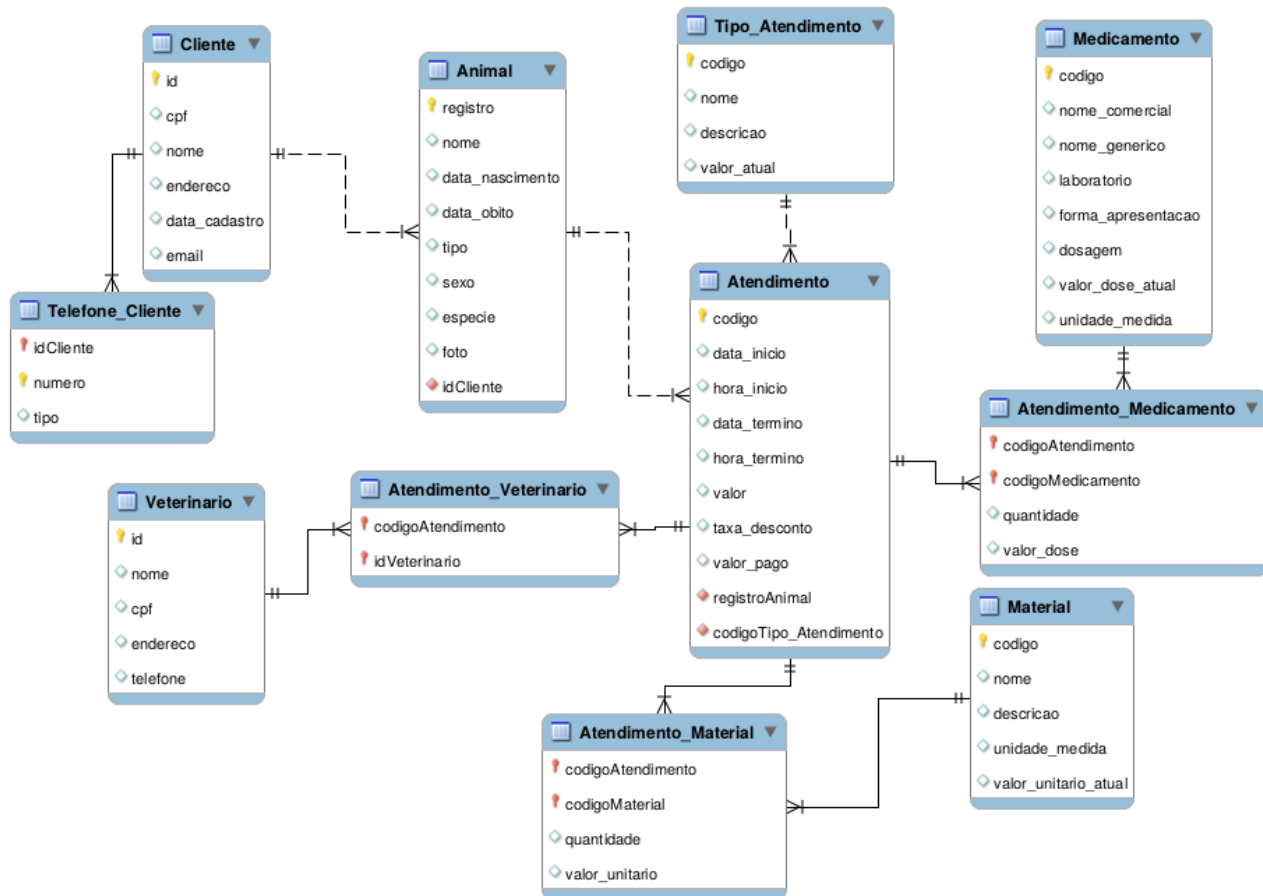 Cliente
id
cpf
nome
endereco
data_cadastro
email
Telefone_Cliente
idCliente
numero
tipo
Animal
registro
nome
data_nascimento
data_obito
tipo
sexo
especie
foto
idCliente
Tipo_Atendimento
codigo
nome
descricao
valor_atual
Medicamento
codigo
nome_comercial
nome_generico
laboratorio
forma_apresentacao
dosagem
valor_dose_atual
unidade_medida
Atendimento
codigo
data_inicio
hora_inicio
data_termino
hora_termino
valor
taxa_desconto
valor_pago
registroAnimal
codigoTipo_Atendimento
Atendimento_Medicamento
codigoAtendimento
codigoMedicamento
quantidade
valor_dose
Veterinario
id
nome
cpf
endereco
telefone
Atendimento_Veterinario
codigoAtendimento
idVeterinario
Material
codigo
nome
descricao
unidade_medida
valor_unitario_atual
Atendimento_Material
codigoAtendimento
codigoMaterial
quantidade
valor_unitario